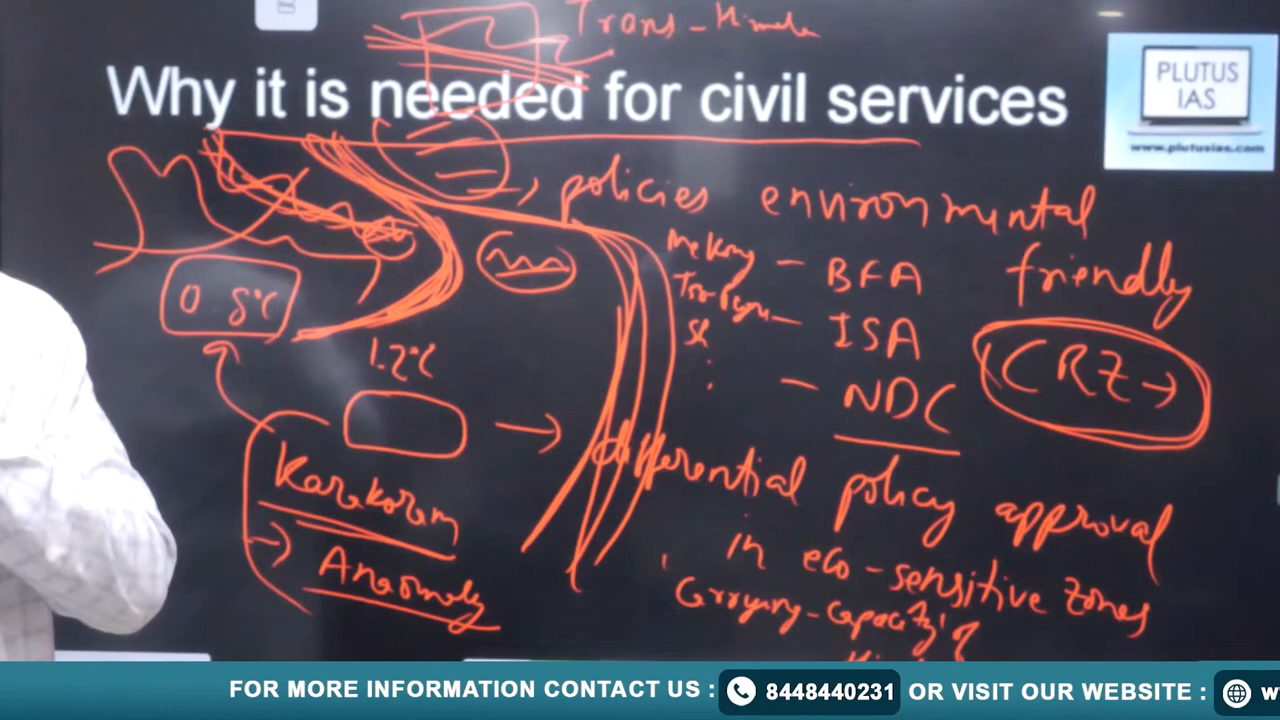 Trans-Himala
Why it is needed for civil services
PLUTUS
IAS
www.plutusias.com
policies environmental
friendly
- BFA
- ISA
- NDC
CRZ →
0.8°C
1.2°C
Karakoram
→ Anamoly
→ differential policy approval
in eco-sensitive zones
Carrying-Capacity' of
FOR MORE INFORMATION CONTACT US : 8448440231 OR VISIT OUR WEBSITE : w